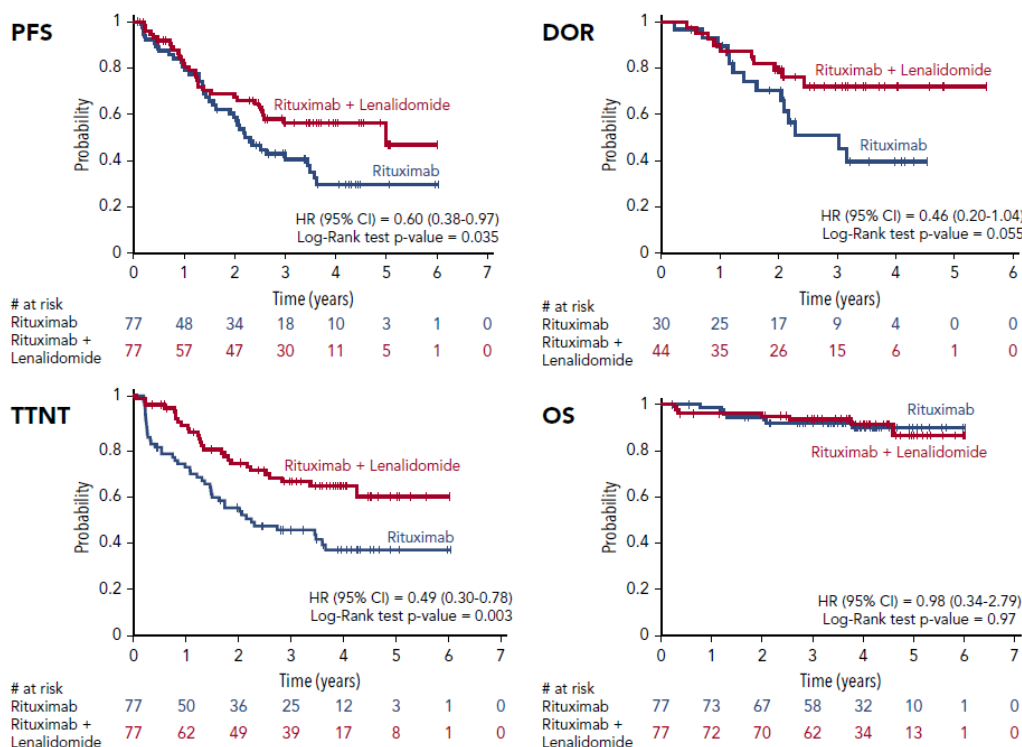 PFS
Probability
1
0.8
0.6
0.4
0.2
0
Rituximab + Lenalidomide
Rituximab
HR (95% CI) = 0.60 (0.38-0.97)
Log-Rank test p-value = 0.035
0 1 2 3 4 5 6 7
Time (years)
# at risk
Rituximab 77 48 34 18 10 3 1 0
Rituximab +
Lenalidomide 77 57 47 30 11 5 1 0
DOR
Probability
1
0.8
0.6
0.4
0.2
0
Rituximab + Lenalidomide
Rituximab
HR (95% CI) = 0.46 (0.20-1.04)
Log-Rank test p-value = 0.055
0 1 2 3 4 5 6
Time (years)
# at risk
Rituximab 30 25 17 9 4 0 0
Rituximab +
Lenalidomide 44 35 26 15 6 1 0
TTNT
Probability
1
0.8
0.6
0.4
0.2
0
Rituximab + Lenalidomide
Rituximab
HR (95% CI) = 0.49 (0.30-0.78)
Log-Rank test p-value = 0.003
0 1 2 3 4 5 6 7
Time (years)
# at risk
Rituximab 77 50 36 25 12 3 1 0
Rituximab +
Lenalidomide 77 62 49 39 17 8 1 0
OS
Probability
1
0.8
0.6
0.4
0.2
0
Rituximab
Rituximab + Lenalidomide
HR (95% CI) = 0.98 (0.34-2.79)
Log-Rank test p-value = 0.97
0 1 2 3 4 5 6 7
Time (years)
# at risk
Rituximab 77 73 67 58 32 10 1 0
Rituximab +
Lenalidomide 77 72 70 62 34 13 1 0